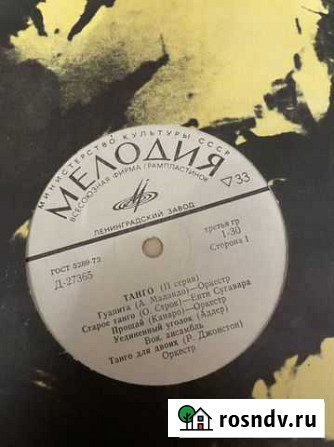 МИНИСТЕРСТВО КУЛЬТУРЫ СССР
МЕЛОДИЯ
ВСЕСОЮЗНАЯ ФИРМА ГРАМПЛАСТИНОК
▽33
ЛЕНИНГРАДСКИЙ ЗАВОД
ГОСТ 5289-73
Д-27365
третья гр
1-30
Сторона 1
ТАНГО (II серия)
Гуапита (А. Маландо)—Оркестр
Старое танго (О. Строк)—Енти Сугавара
Прощай (Канаро)—Оркестр
Уединенный уголок (Адлер)
Вок. ансамбль
Танго для двоих (Р. Джонстон)
Оркестр
rosndv.ru